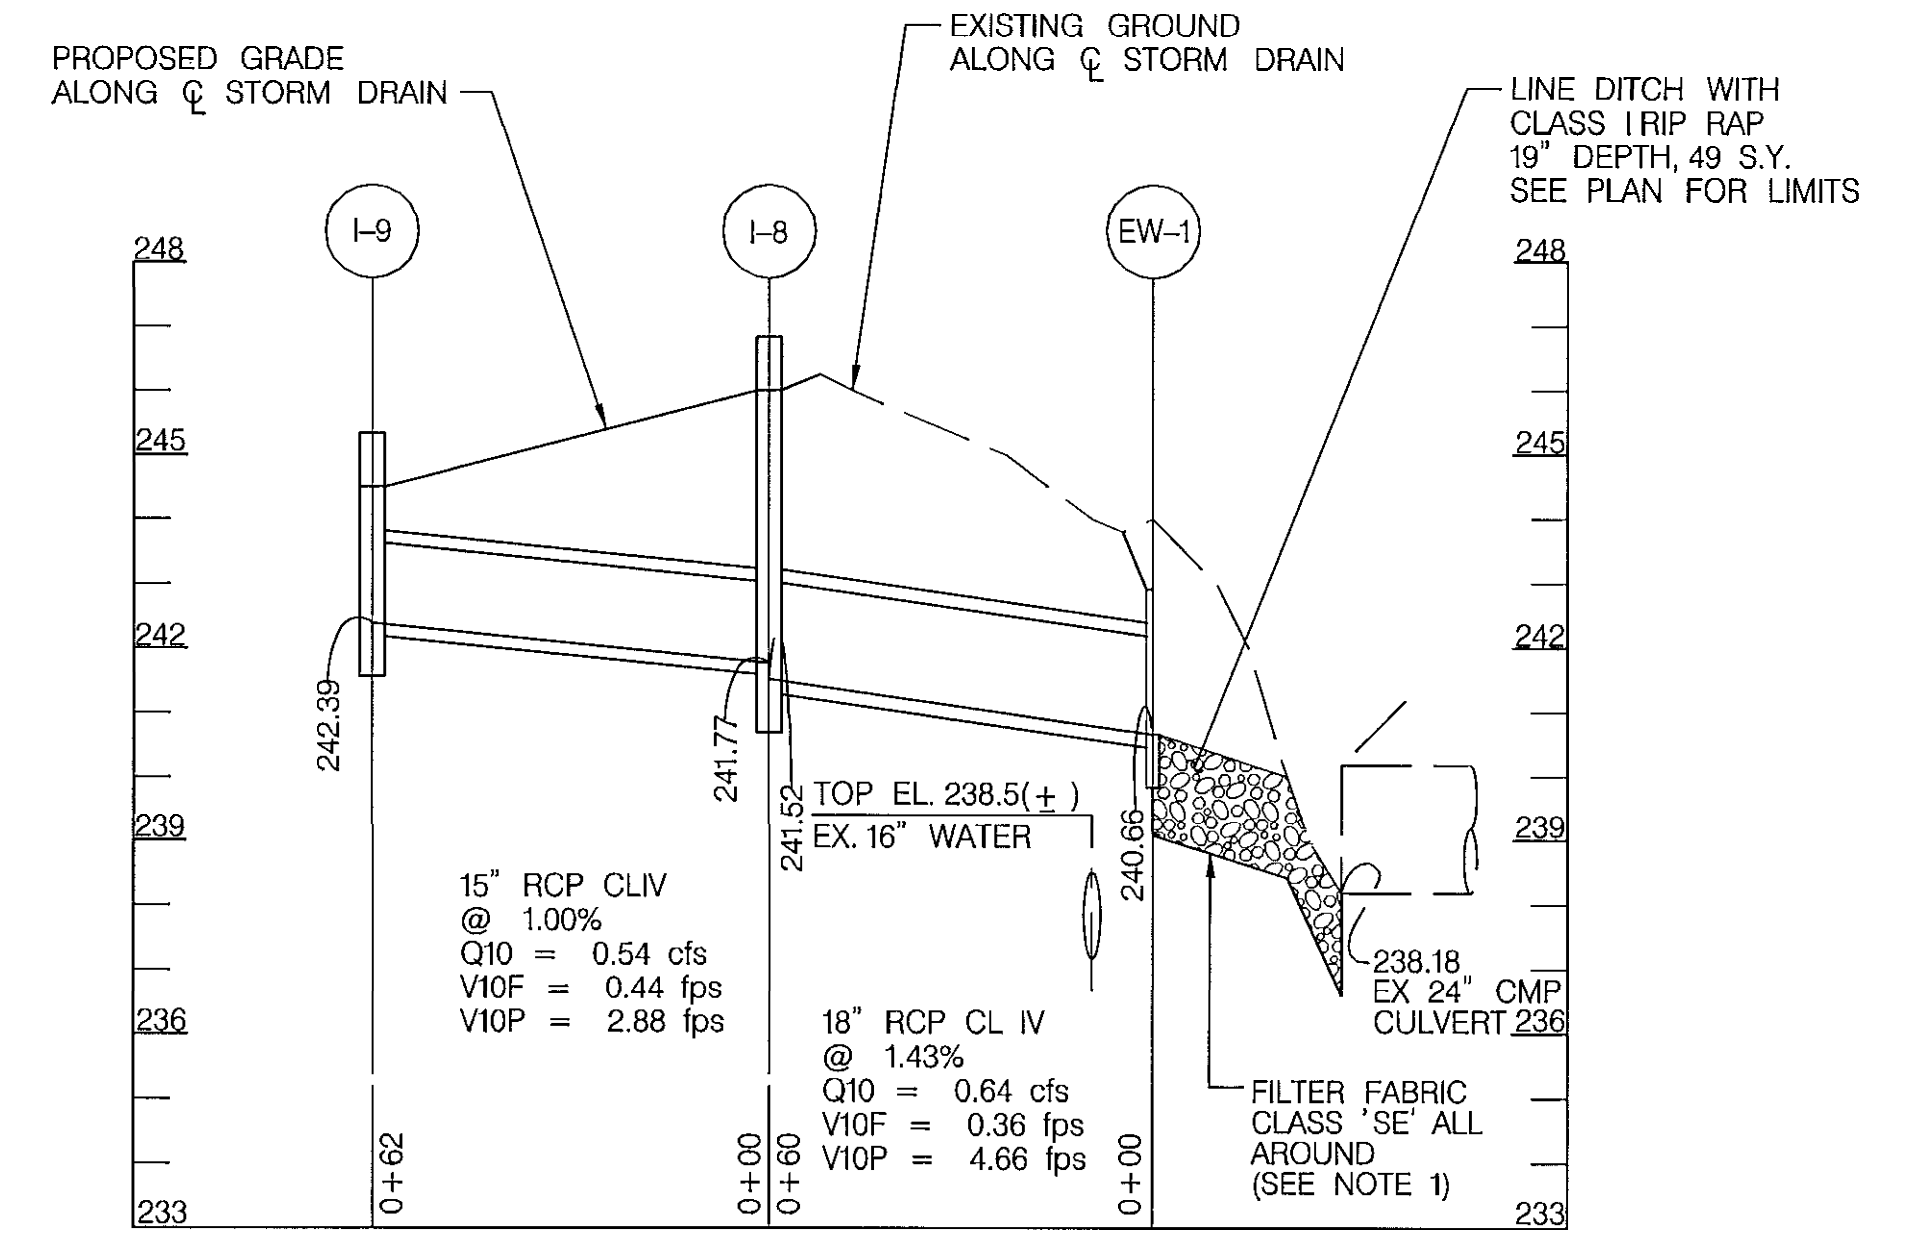 PROPOSED GRADE
ALONG ℄ STORM DRAIN
EXISTING GROUND
ALONG ℄ STORM DRAIN
LINE DITCH WITH
CLASS I RIP RAP
19" DEPTH, 49 S.Y.
SEE PLAN FOR LIMITS
I-9
I-8
EW-1
248
248
245
245
242
242
242.39
241.77
241.52
240.66
TOP EL. 238.5(±)
EX. 16" WATER
239
239
15" RCP CLIV
@ 1.00%
Q10 = 0.54 cfs
V10F = 0.44 fps
V10P = 2.88 fps
18" RCP CL IV
@ 1.43%
Q10 = 0.64 cfs
V10F = 0.36 fps
V10P = 4.66 fps
238.18
EX 24" CMP
CULVERT
236
236
FILTER FABRIC
CLASS 'SE' ALL
AROUND
(SEE NOTE 1)
0+62
0+00
0+60
0+00
233
233